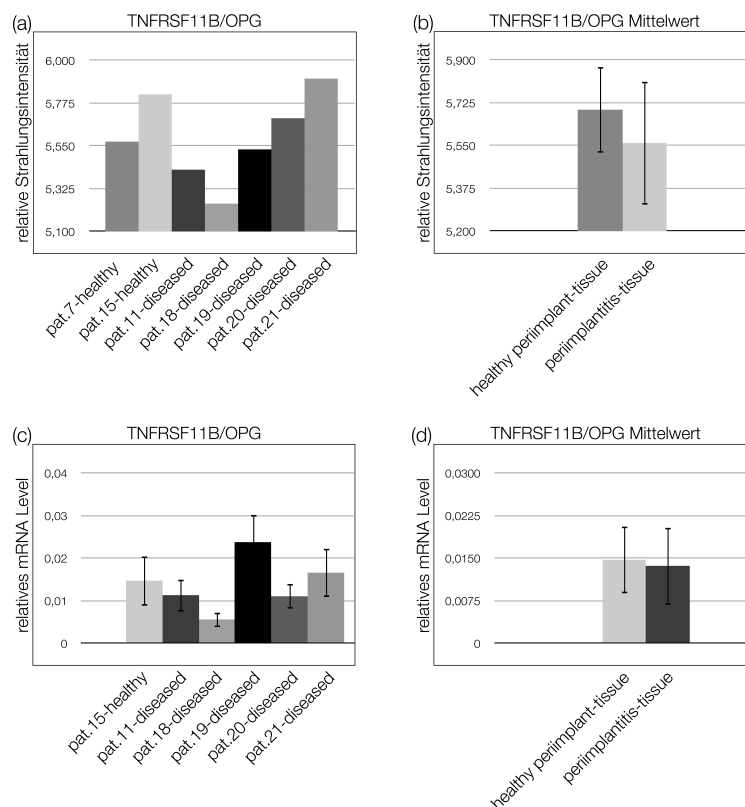 (a)
TNFRSF11B/OPG
relative Strahlungsintensität
6,000
5,775
5,550
5,325
5,100
pat.7-healthy
pat.15-healthy
pat.11-diseased
pat.18-diseased
pat.19-diseased
pat.20-diseased
pat.21-diseased
(b)
TNFRSF11B/OPG Mittelwert
relative Strahlungsintensität
5,900
5,725
5,550
5,375
5,200
healthy periimplant-tissue
periimplantitis-tissue
(c)
TNFRSF11B/OPG
relatives mRNA Level
0,04
0,03
0,02
0,01
0
pat.15-healthy
pat.11-diseased
pat.18-diseased
pat.19-diseased
pat.20-diseased
pat.21-diseased
(d)
TNFRSF11B/OPG Mittelwert
relatives mRNA Level
0,0300
0,0225
0,0150
0,0075
0
healthy periimplant-tissue
periimplantitis-tissue